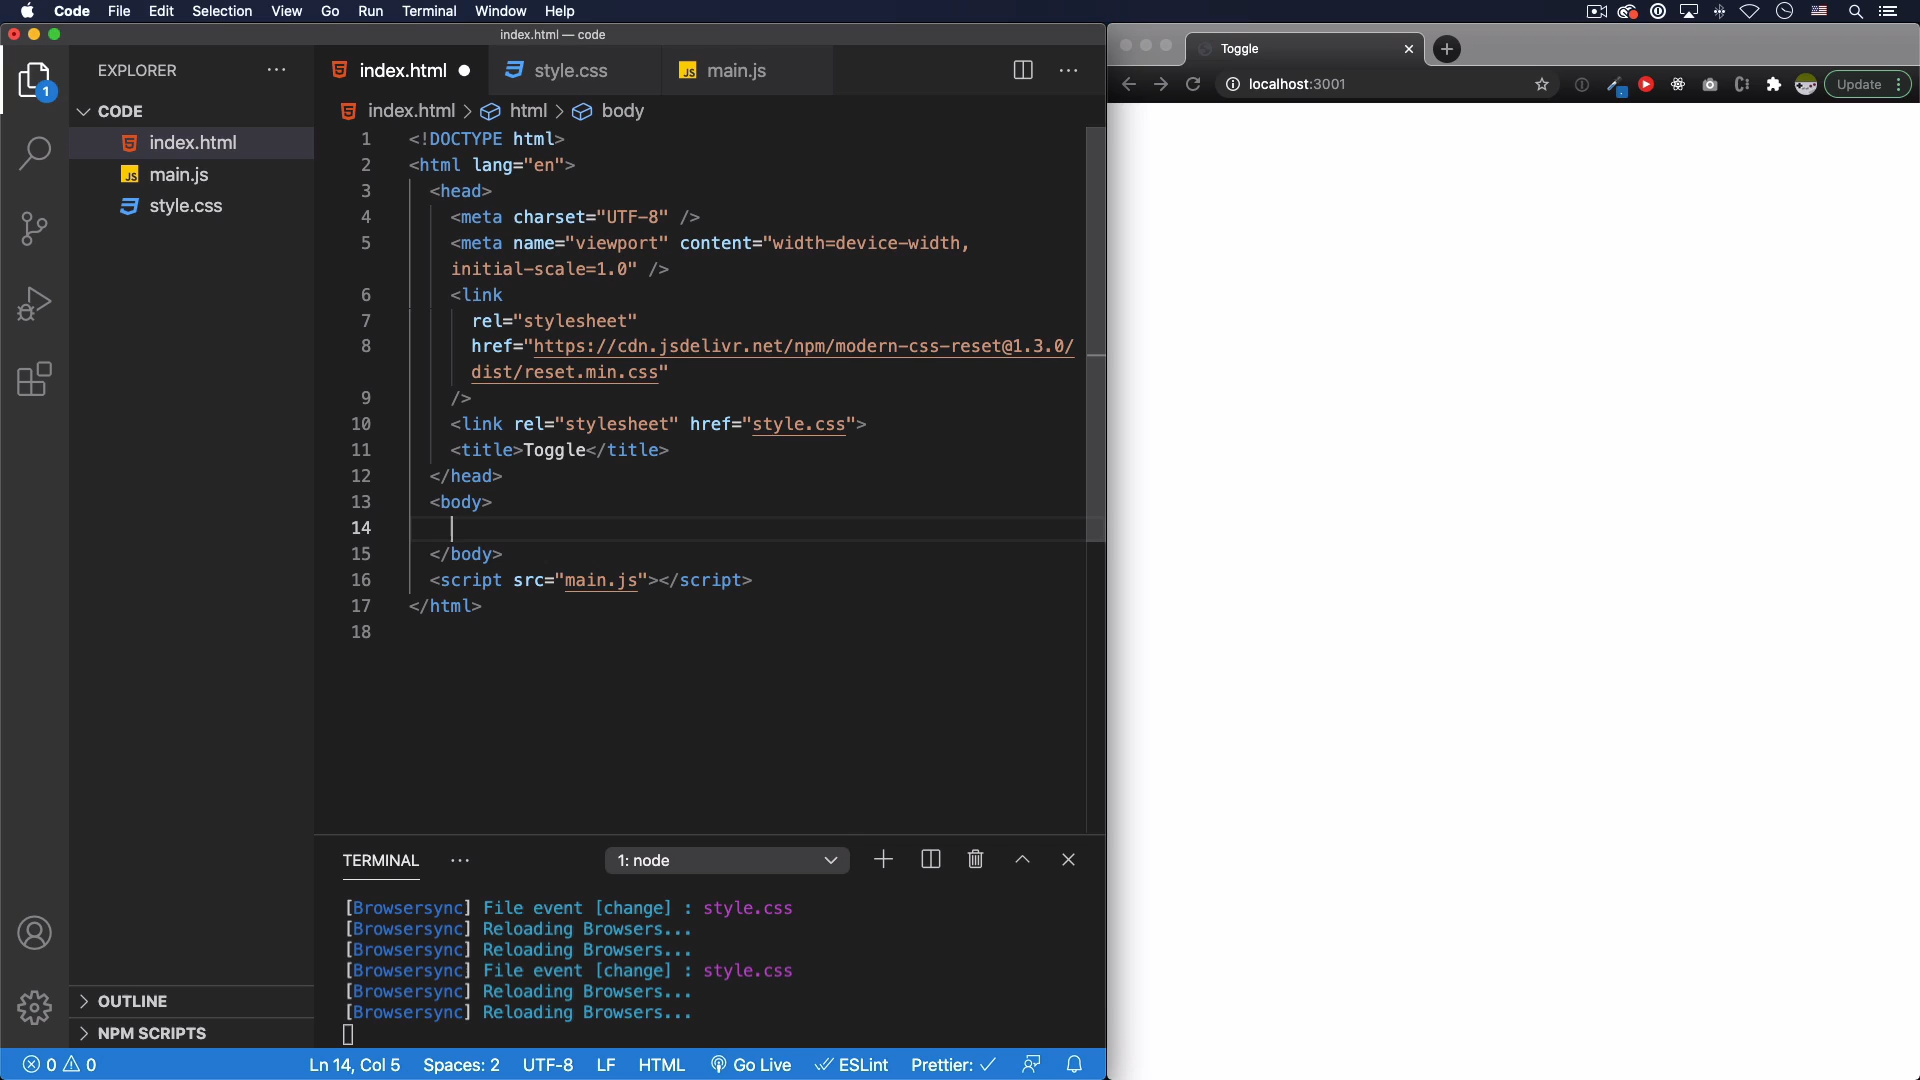 Code File Edit Selection View Go Run Terminal Window Help
index.html — code
EXPLORER
CODE
index.html
JS main.js
style.css
1
OUTLINE
NPM SCRIPTS
index.html style.css JS main.js
index.html > html > body
1 <!DOCTYPE html>
2 <html lang="en">
3 <head>
4 <meta charset="UTF-8" />
5 <meta name="viewport" content="width=device-width,
initial-scale=1.0" />
6 <link
7 rel="stylesheet"
8 href="https://cdn.jsdelivr.net/npm/modern-css-reset@1.3.0/
dist/reset.min.css"
9 />
10 <link rel="stylesheet" href="style.css">
11 <title>Toggle</title>
12 </head>
13 <body>
14
15 </body>
16 <script src="main.js"></script>
17 </html>
18
TERMINAL 1: node
[Browsersync] File event [change] : style.css
[Browsersync] Reloading Browsers...
[Browsersync] Reloading Browsers...
[Browsersync] File event [change] : style.css
[Browsersync] Reloading Browsers...
[Browsersync] Reloading Browsers...
0 0 Ln 14, Col 5 Spaces: 2 UTF-8 LF HTML Go Live ESLint Prettier: ✓
Toggle
localhost:3001
Update